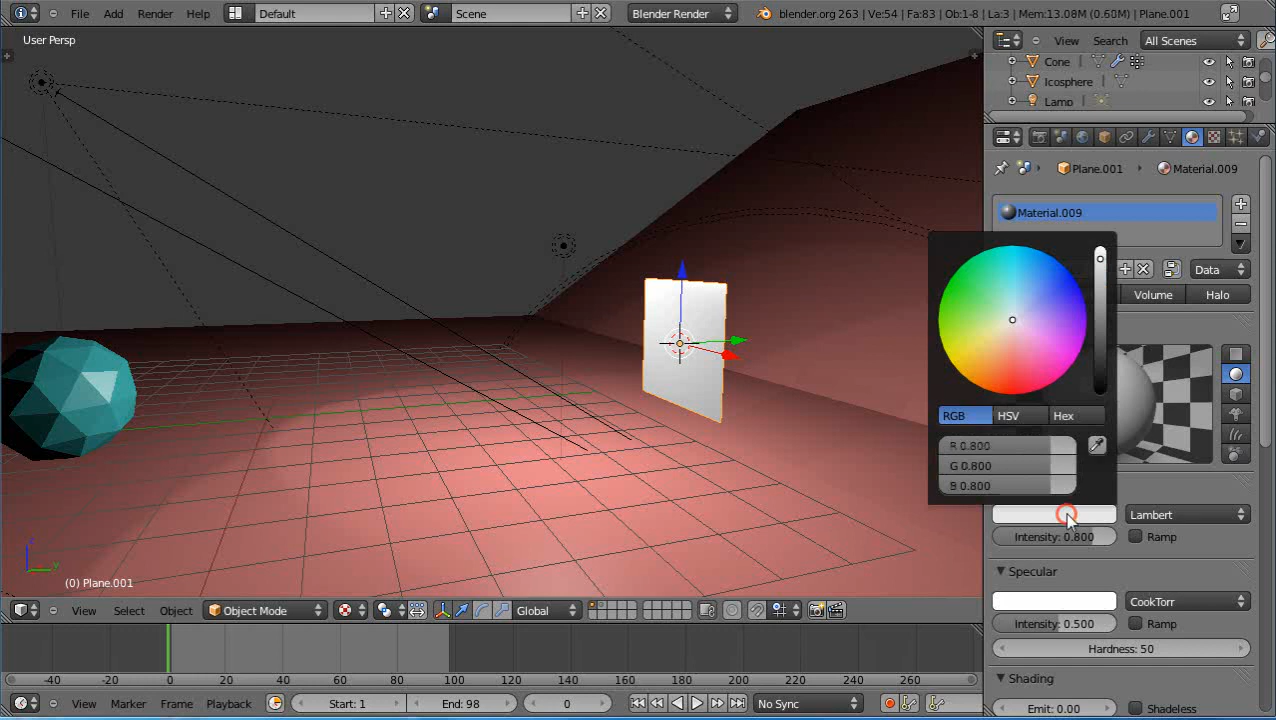 File Add Render Help Default Scene Blender Render blender.org 263 | Ve:54 | Fa:83 | Ob:1-8 | La:3 | Mem:13.08M (0.60M) | Plane.001
User Persp
View Search All Scenes
Cone
Icosphere
Lamp
Plane.001 Material.009
Material.009
Data
Volume Halo
RGB HSV Hex
R 0.800
G 0.800
B 0.800
Lambert
Intensity: 0.800 Ramp
Specular
CookTorr
Intensity: 0.500 Ramp
Hardness: 50
Shading
Emit: 0.00 Shadeless
z
y
(0) Plane.001
View Select Object Object Mode Global
-40 -20 0 20 40 60 80 100 120 140 160 180 200 220 240 260
View Marker Frame Playback Start: 1 End: 98 0 No Sync